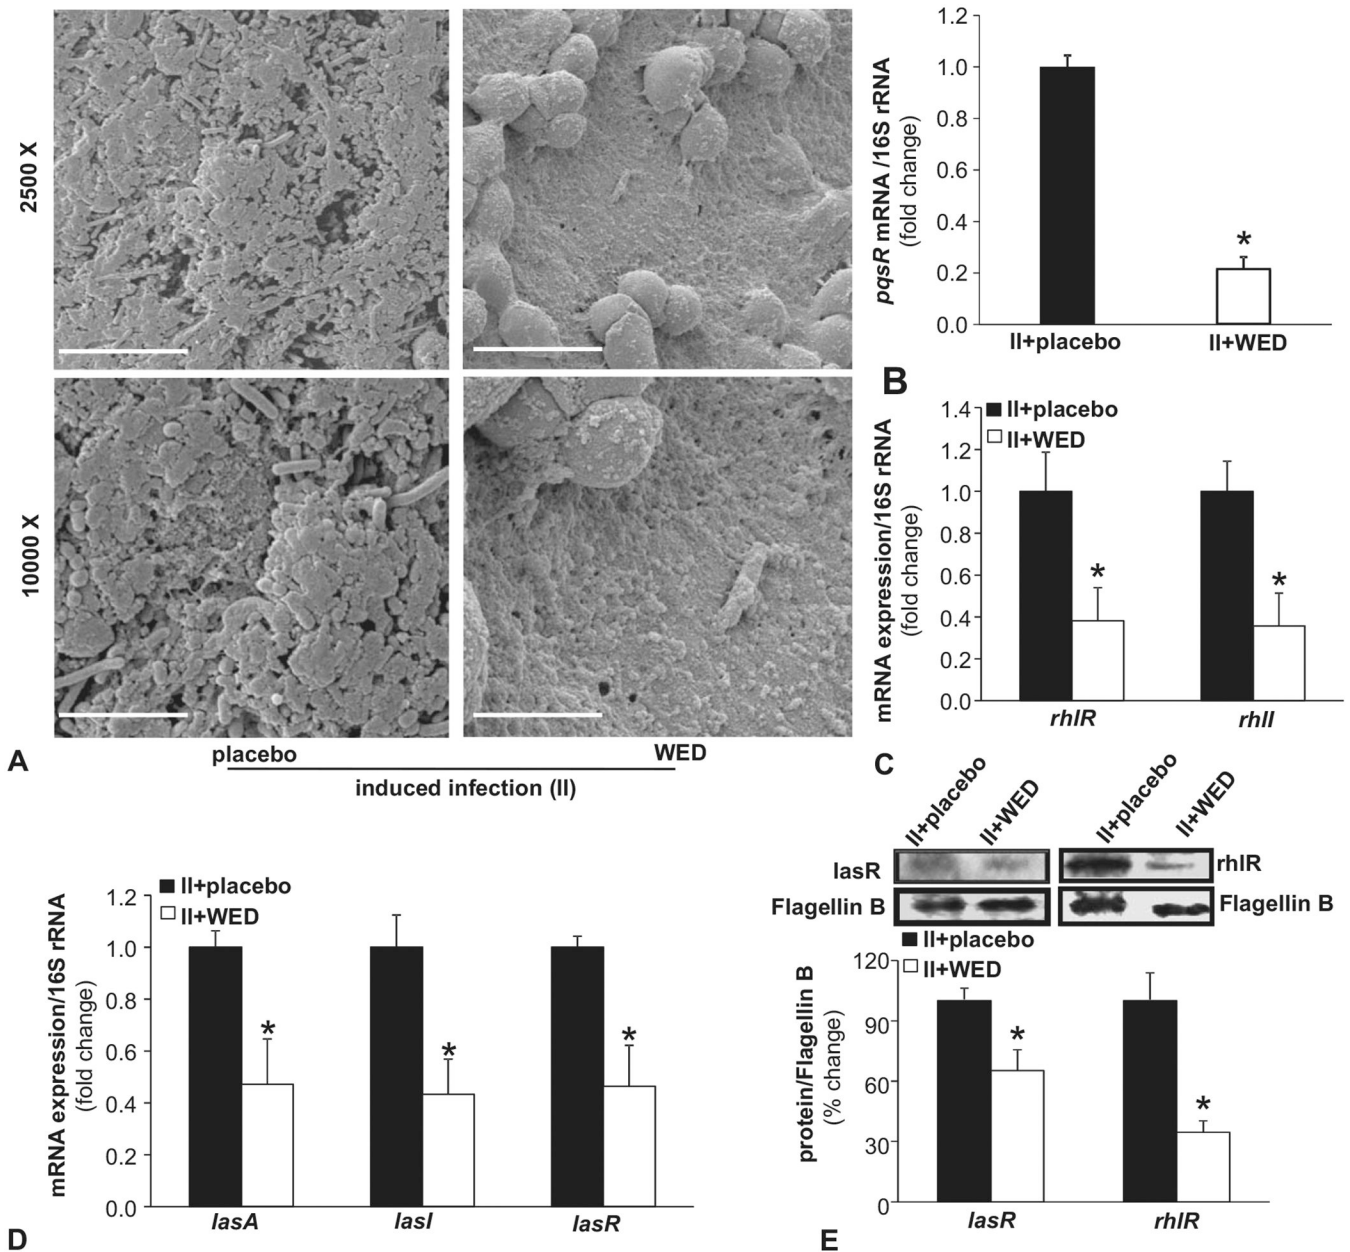 2500 X
10000 X
placebo
WED
induced infection (II)
A
pqsR mRNA /16S rRNA
(fold change)
1.2
1.0
0.8
0.6
0.4
0.2
0.0
*
II+placebo
II+WED
B
mRNA expression/16S rRNA
(fold change)
1.4
1.2
1.0
0.8
0.6
0.4
0.2
0.0
II+placebo
II+WED
*
*
rhlR
rhlI
C
mRNA expression/16S rRNA
(fold change)
1.2
1.0
0.8
0.6
0.4
0.2
0.0
II+placebo
II+WED
*
*
*
lasA
lasI
lasR
D
II+placebo
II+WED
II+placebo
II+WED
lasR
rhlR
Flagellin B
Flagellin B
protein/Flagellin B
(% change)
120
90
60
30
0
II+placebo
II+WED
*
*
lasR
rhlR
E